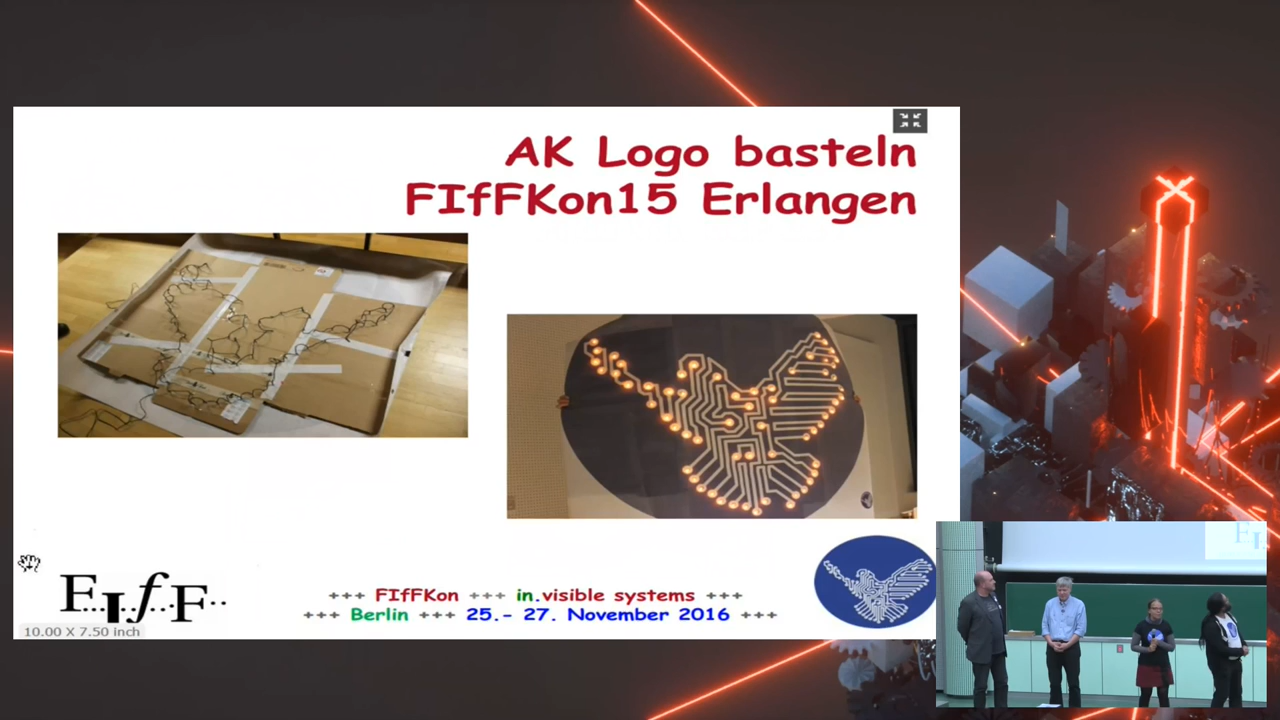 AK Logo basteln
FIfFKon15 Erlangen
FIfF
+++ FIfFKon +++ in.visible systems +++
+++ Berlin +++ 25.- 27. November 2016 +++
10.00 X 7.50 inch